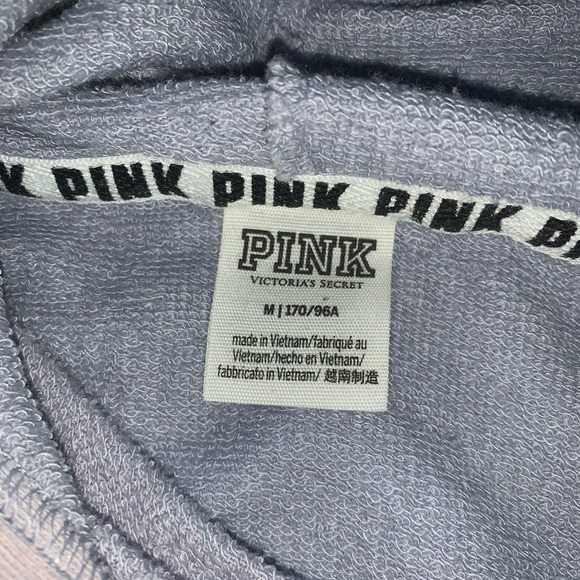 K PINK PINK PINK PINK PI
PINK
VICTORIA'S SECRET
M | 170/96A
made in Vietnam/fabriqué au
Vietnam/hecho en Vietnam/
fabbricato in Vietnam/ 越南制造